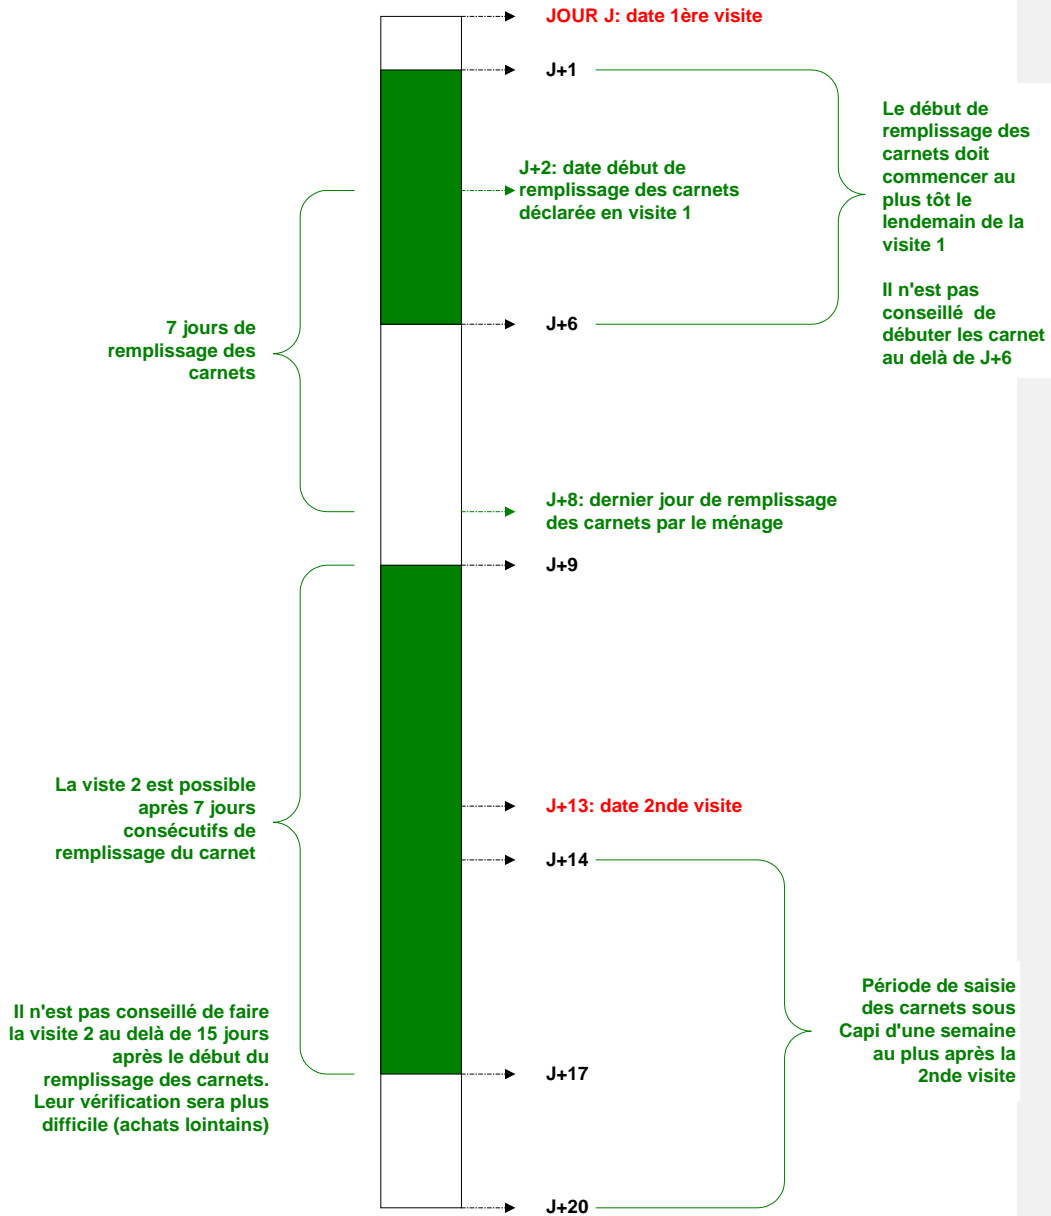 JOUR J: date 1ère visite
J+1
Le début de
remplissage des
carnets doit
commencer au
plus tôt le
lendemain de la
visite 1
J+2: date début de
remplissage des carnets
déclarée en visite 1
Il n'est pas
conseillé de
débuter les carnet
au delà de J+6
J+6
7 jours de
remplissage des
carnets
J+8: dernier jour de remplissage
des carnets par le ménage
J+9
La viste 2 est possible
après 7 jours
consécutifs de
remplissage du carnet
J+13: date 2nde visite
J+14
Il n'est pas conseillé de faire
la visite 2 au delà de 15 jours
après le début du
remplissage des carnets.
Leur vérification sera plus
difficile (achats lointains)
Période de saisie
des carnets sous
Capi d'une semaine
au plus après la
2nde visite
J+17
J+20